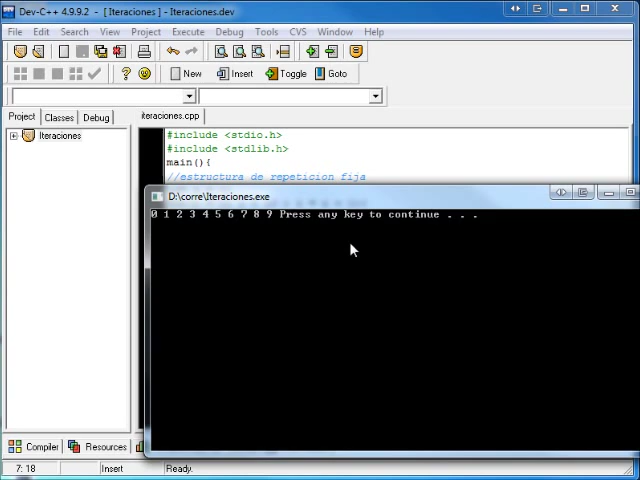 Dev-C++ 4.9.9.2 - [ Iteraciones ] - Iteraciones.dev
File Edit Search View Project Execute Debug Tools CVS Window Help
New Insert Toggle Goto
Project Classes Debug
iteraciones.cpp
Iteraciones
#include <stdio.h>
#include <stdlib.h>
main(){
//estructura de repeticion fija
D:\corre\Iteraciones.exe
0 1 2 3 4 5 6 7 8 9 Press any key to continue . . .
Compiler Resources
7: 18 Insert Ready.